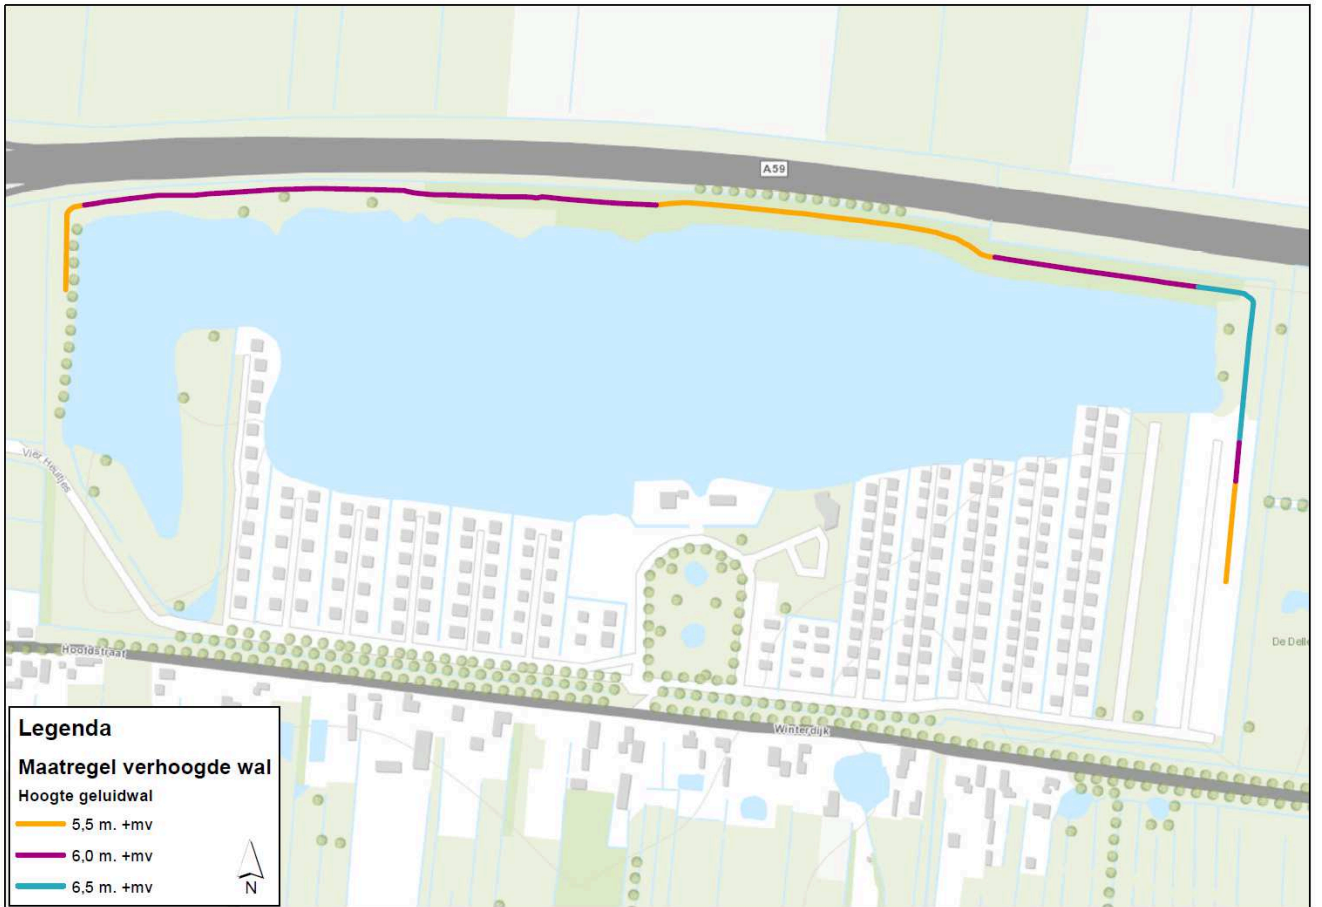 A59
Vier Heultjes
Hoofdstraat
De Delle
Winterdijk
Legenda
Maatregel verhoogde wal
Hoogte geluidwal
5,5 m. +mv
6,0 m. +mv
6,5 m. +mv
N